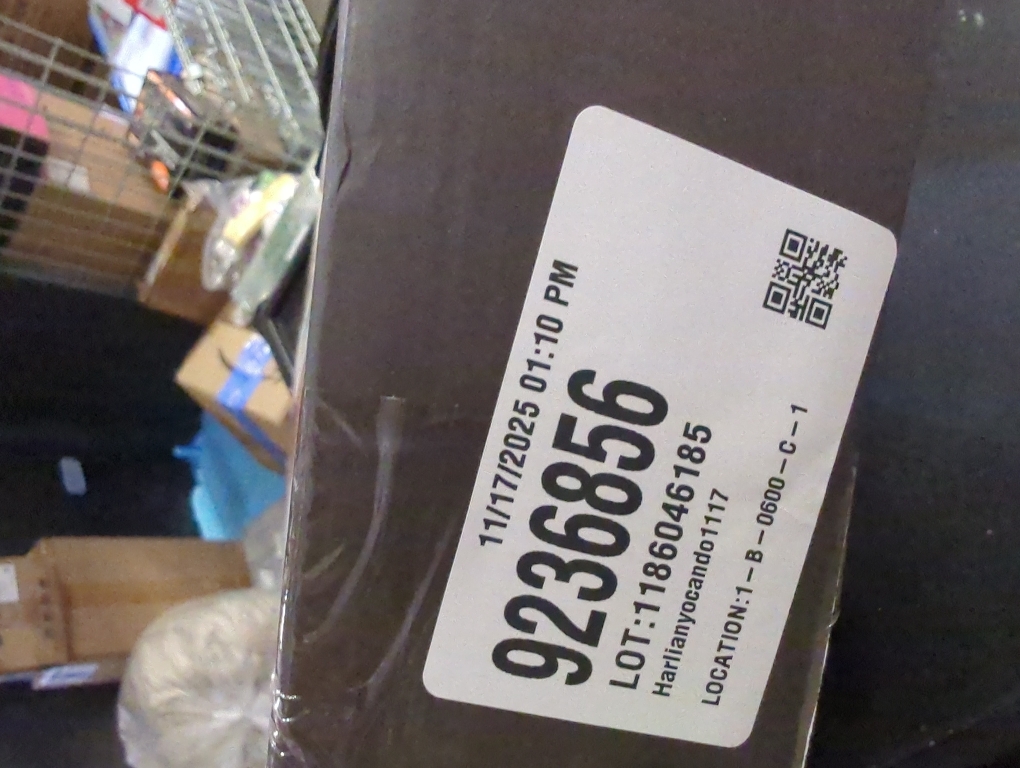 11/17/2025 01:10 PM
9236856
LOT:1186046185
Harlianyocando1117
LOCATION:1-B-0600-C-1